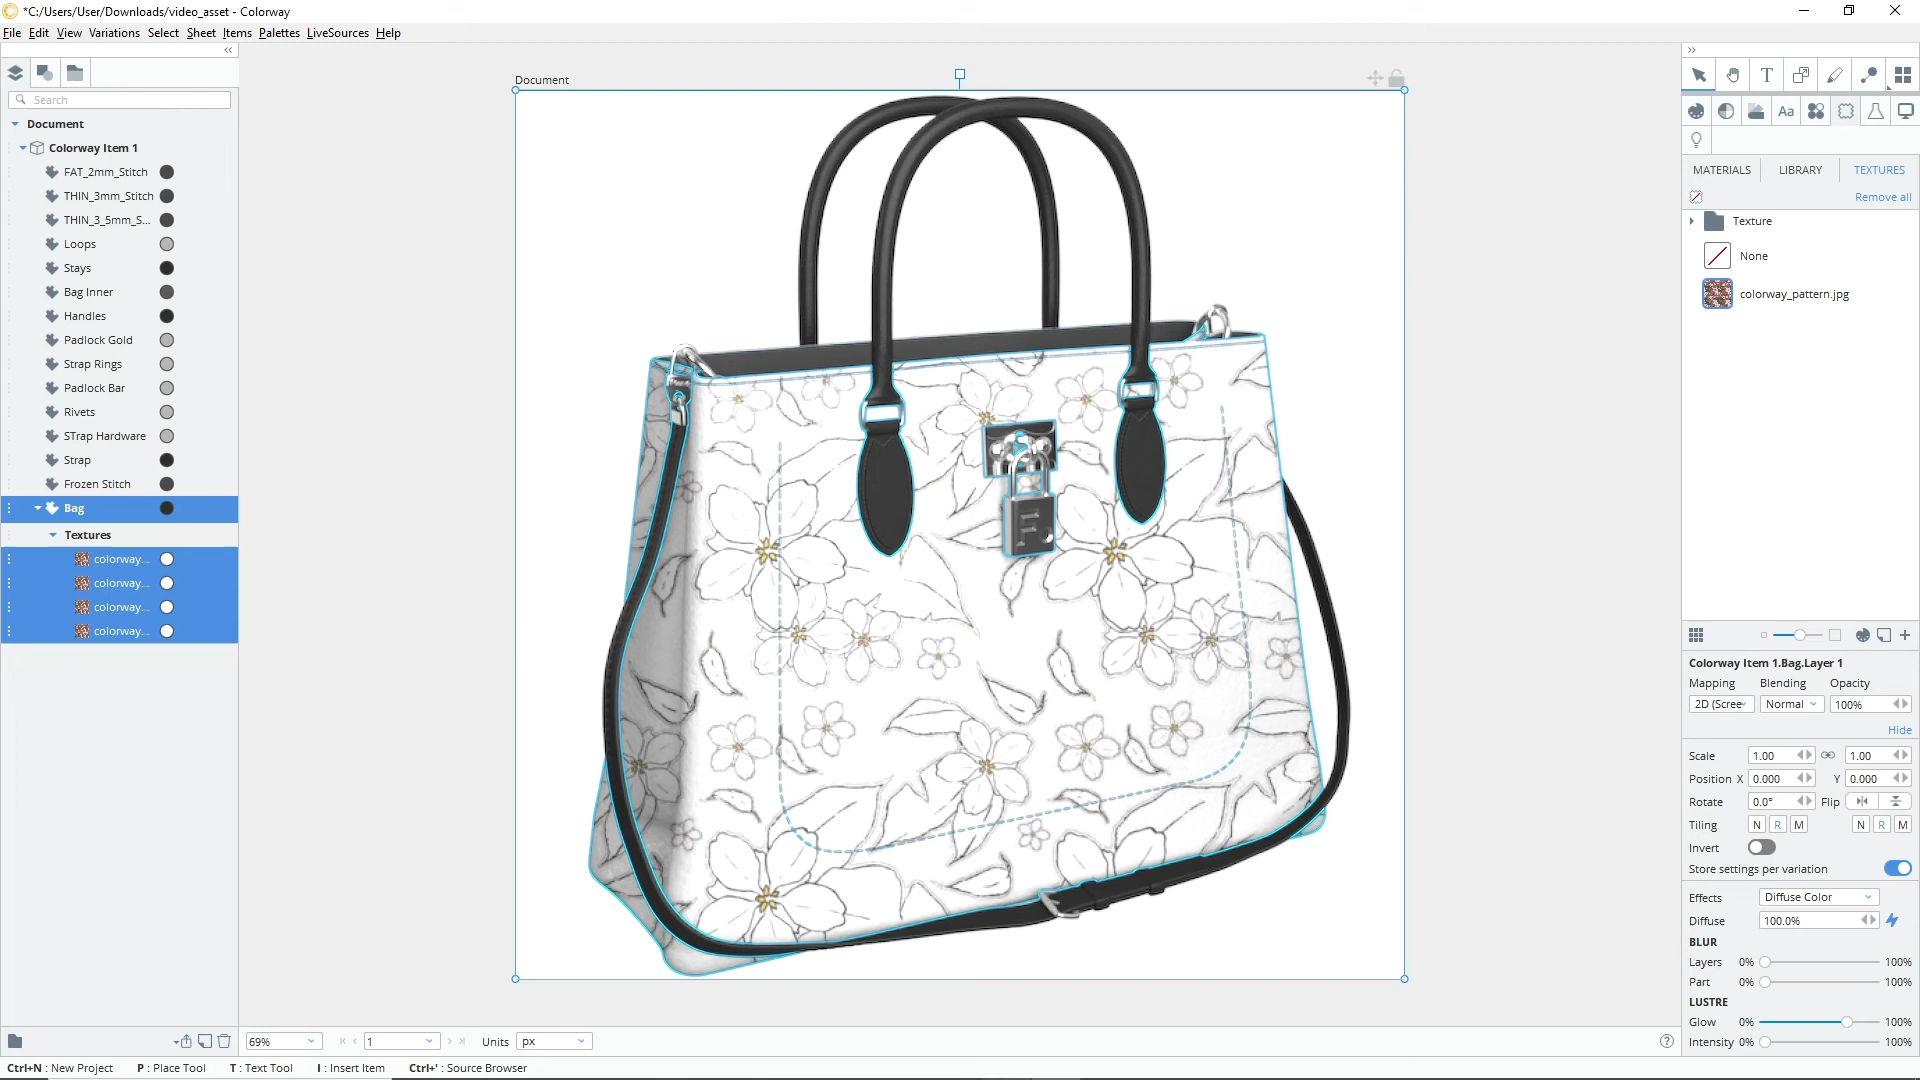 *C:/Users/User/Downloads/video_asset - Colorway
File Edit View Variations Select Sheet Items Palettes LiveSources Help
Search
Document
Colorway Item 1
FAT_2mm_Stitch
THIN_3mm_Stitch
THIN_3_5mm_S...
Loops
Stays
Bag Inner
Handles
Padlock Gold
Strap Rings
Padlock Bar
Rivets
STrap Hardware
Strap
Frozen Stitch
Bag
Textures
colorway...
colorway...
colorway...
colorway...
Document
F
MATERIALS LIBRARY TEXTURES
Remove all
Texture
None
colorway_pattern.jpg
Colorway Item 1.Bag.Layer 1
Mapping Blending Opacity
2D (Scree Normal 100%
Hide
Scale 1.00 1.00
Position X 0.000 Y 0.000
Rotate 0.0° Flip
Tiling N R M N R M
Invert
Store settings per variation
Effects Diffuse Color
Diffuse 100.0%
BLUR
Layers 0% 100%
Part 0% 100%
LUSTRE
Glow 0% 100%
Intensity 0% 100%
69% 1 Units px
Ctrl+N : New Project P : Place Tool T : Text Tool I : Insert Item Ctrl+' : Source Browser